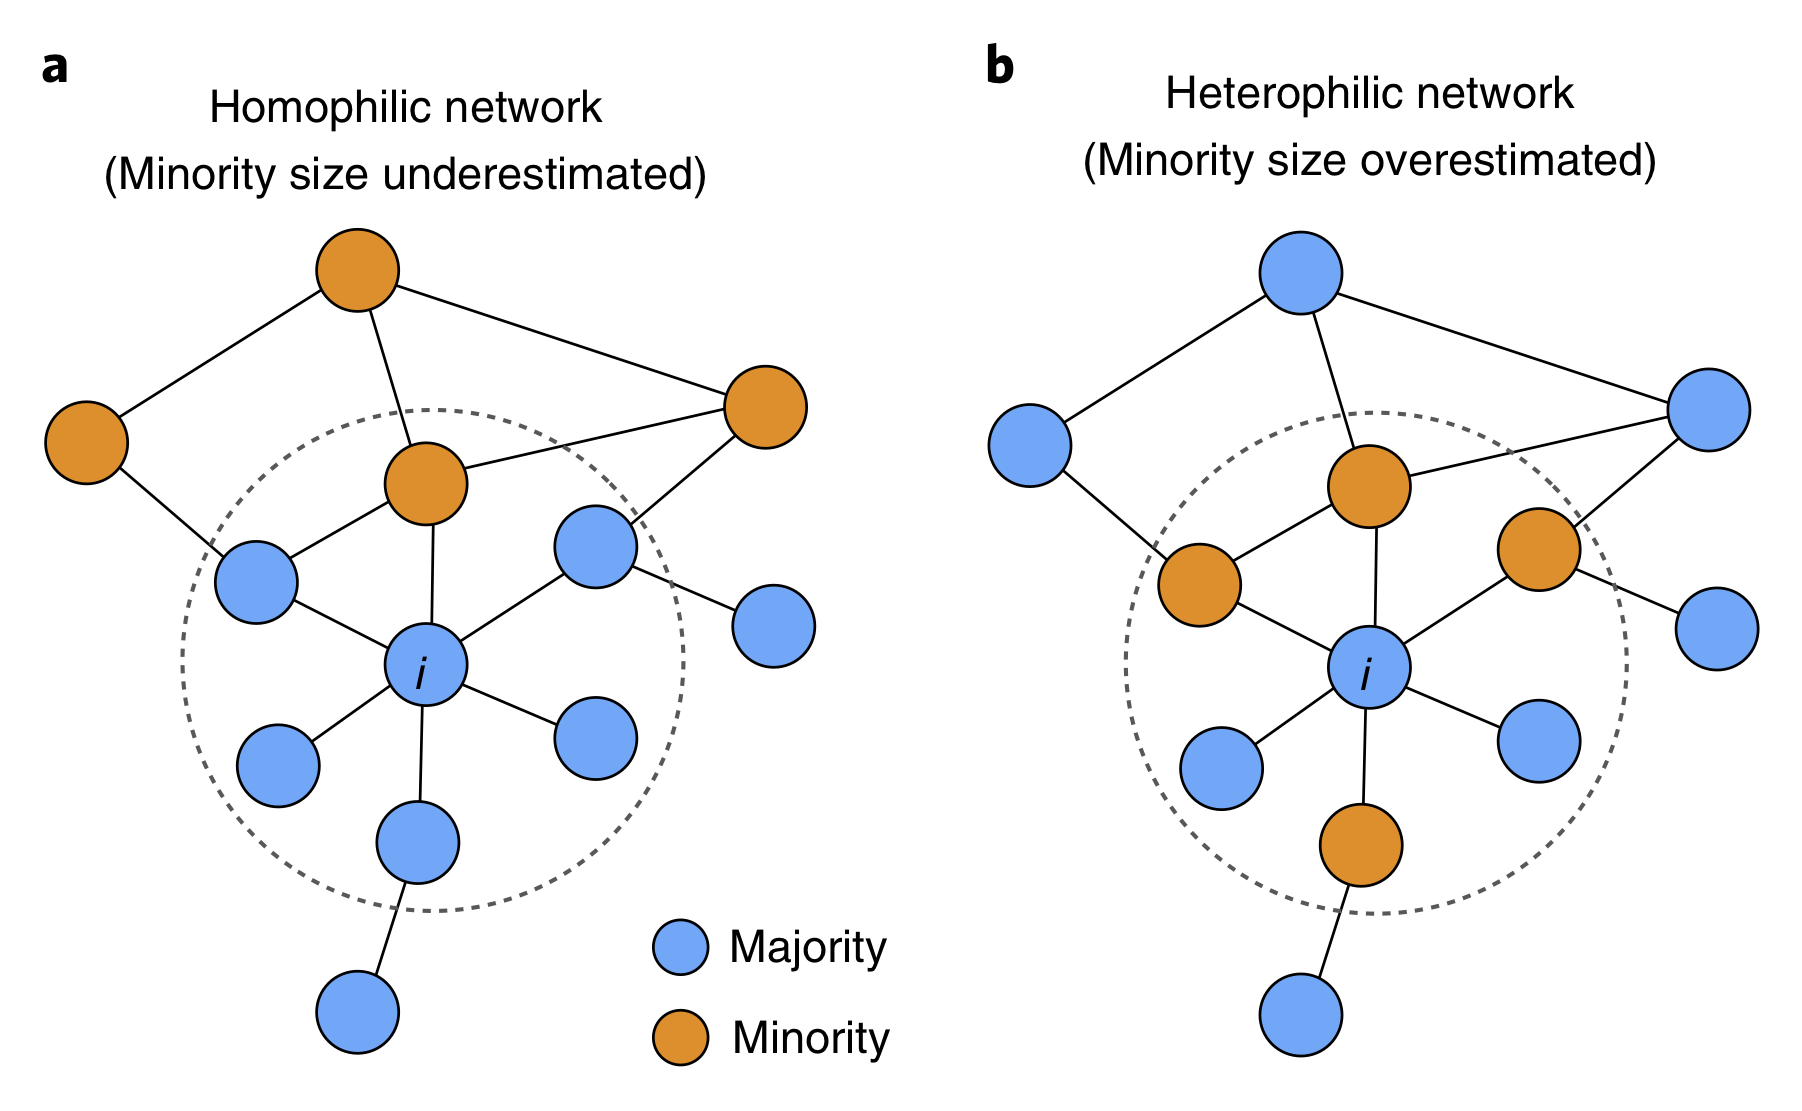 a
Homophilic network
(Minority size underestimated)
i
Majority
Minority
b
Heterophilic network
(Minority size overestimated)
i